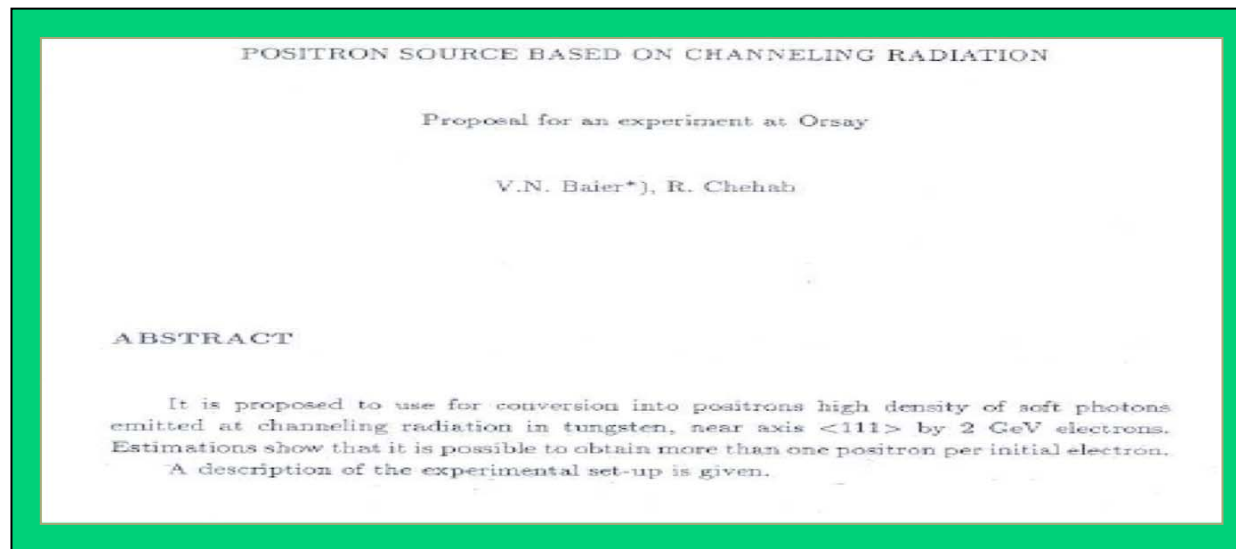 POSITRON SOURCE BASED ON CHANNELING RADIATION
Proposal for an experiment at Orsay
V.N. Baier*), R. Chehab
ABSTRACT
It is proposed to use for conversion into positrons high density of soft photons
emitted at channeling radiation in tungsten, near axis <111> by 2 GeV electrons.
Estimations show that it is possible to obtain more than one positron per initial electron.
A description of the experimental set-up is given.